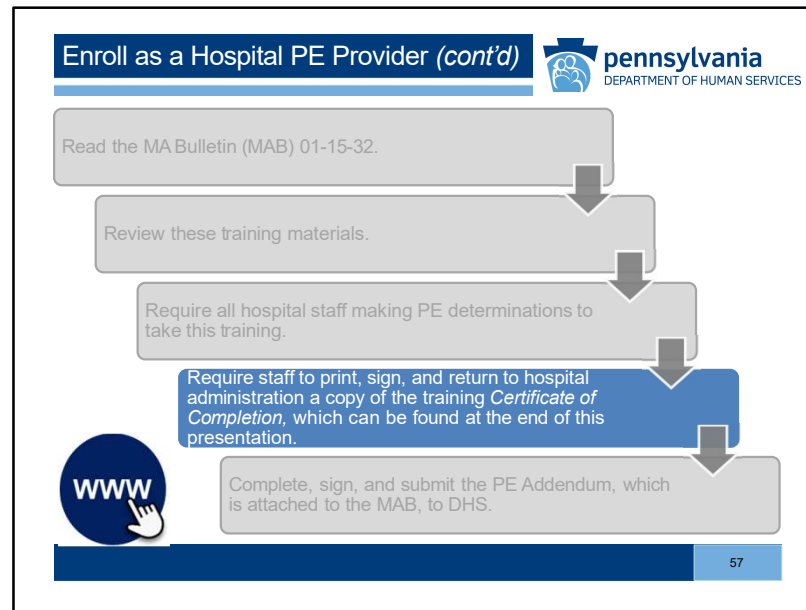 Enroll as a Hospital PE Provider (cont'd)
pennsylvania
DEPARTMENT OF HUMAN SERVICES
Read the MA Bulletin (MAB) 01-15-32.
Review these training materials.
Require all hospital staff making PE determinations to
take this training.
Require staff to print, sign, and return to hospital
administration a copy of the training Certificate of
Completion, which can be found at the end of this
presentation.
Complete, sign, and submit the PE Addendum, which
is attached to the MAB, to DHS.
www
57